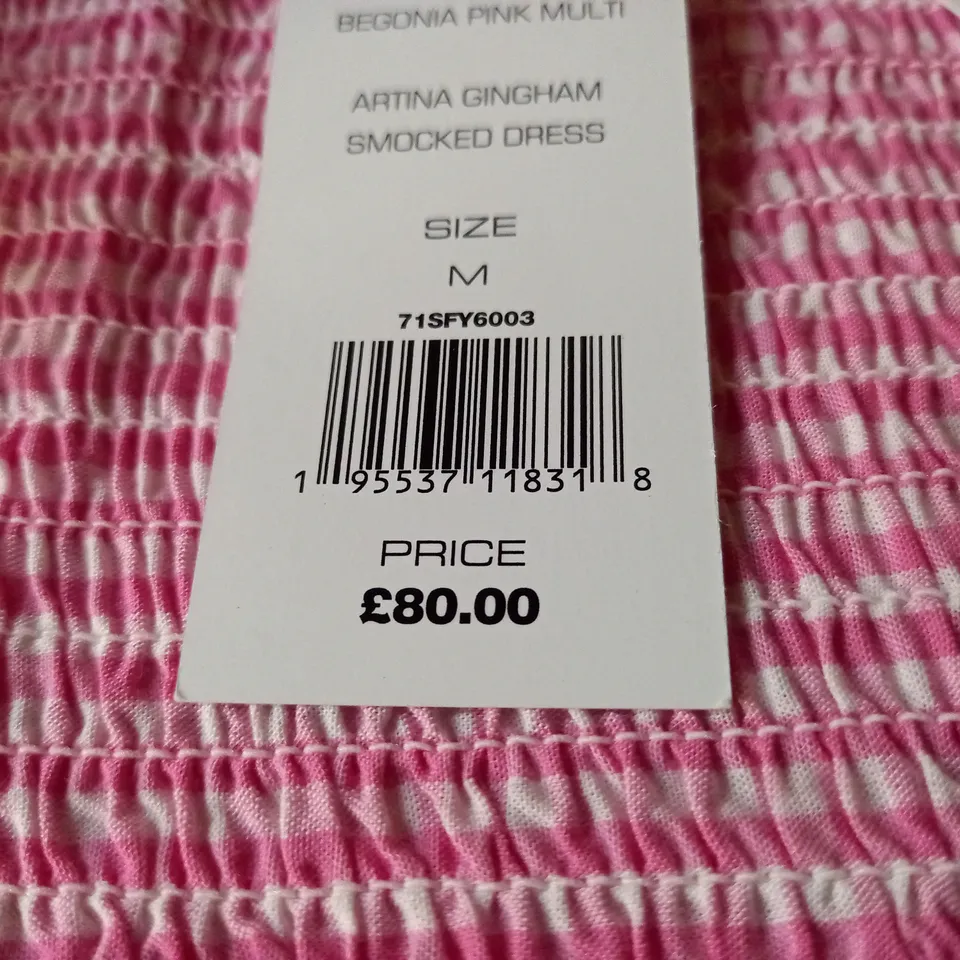 BEGONIA PINK MULTI
ARTINA GINGHAM
SMOCKED DRESS
SIZE
M
71SFY6003
1 95537 11831 8
PRICE
£80.00